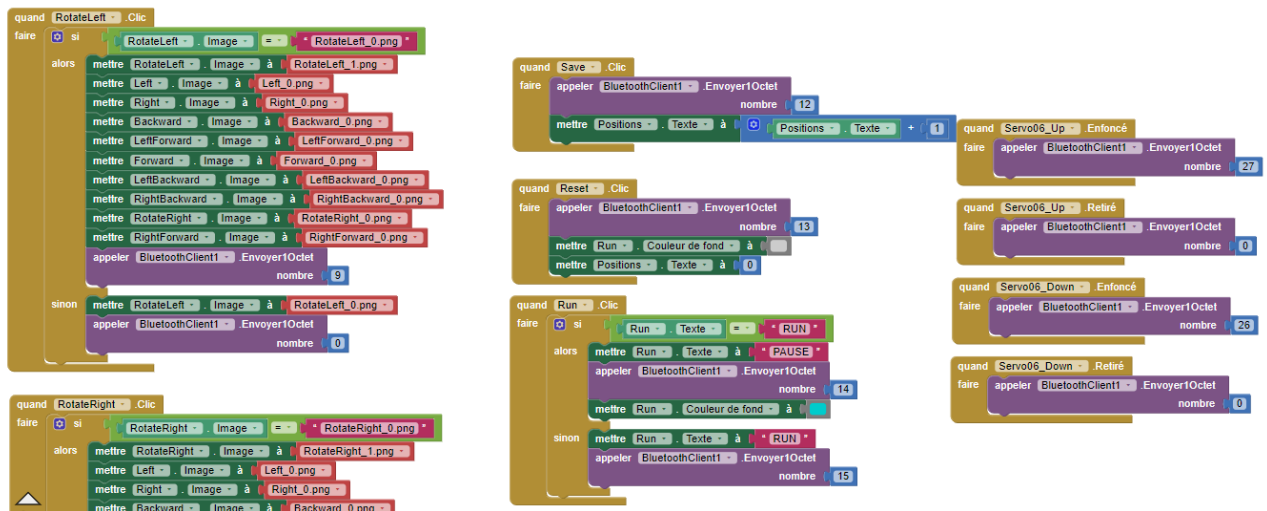 quand RotateLeft .Clic
faire si RotateLeft . Image = " RotateLeft_0.png "
alors mettre RotateLeft . Image à RotateLeft_1.png
mettre Left . Image à Left_0.png
mettre Right . Image à Right_0.png
mettre Backward . Image à Backward_0.png
mettre LeftForward . Image à LeftForward_0.png
mettre Forward . Image à Forward_0.png
mettre LeftBackward . Image à LeftBackward_0.png
mettre RightBackward . Image à RightBackward_0.png
mettre RotateRight . Image à RotateRight_0.png
mettre RightForward . Image à RightForward_0.png
appeler BluetoothClient1 .Envoyer1Octet
nombre 9
sinon mettre RotateLeft . Image à RotateLeft_0.png
appeler BluetoothClient1 .Envoyer1Octet
nombre 0
quand RotateRight .Clic
faire si RotateRight . Image = " RotateRight_0.png "
alors mettre RotateRight . Image à RotateRight_1.png
mettre Left . Image à Left_0.png
mettre Right . Image à Right_0.png
mettre Backward . Image à Backward_0.png
quand Save .Clic
faire appeler BluetoothClient1 .Envoyer1Octet
nombre 12
mettre Positions . Texte à Positions . Texte + 1
quand Reset .Clic
faire appeler BluetoothClient1 .Envoyer1Octet
nombre 13
mettre Run . Couleur de fond à
mettre Positions . Texte à 0
quand Run .Clic
faire si Run . Texte = " RUN "
alors mettre Run . Texte à " PAUSE "
appeler BluetoothClient1 .Envoyer1Octet
nombre 14
mettre Run . Couleur de fond à
sinon mettre Run . Texte à " RUN "
appeler BluetoothClient1 .Envoyer1Octet
nombre 15
quand Servo06_Up .Enfoncé
faire appeler BluetoothClient1 .Envoyer1Octet
nombre 27
quand Servo06_Up .Retiré
faire appeler BluetoothClient1 .Envoyer1Octet
nombre 0
quand Servo06_Down .Enfoncé
faire appeler BluetoothClient1 .Envoyer1Octet
nombre 26
quand Servo06_Down .Retiré
faire appeler BluetoothClient1 .Envoyer1Octet
nombre 0